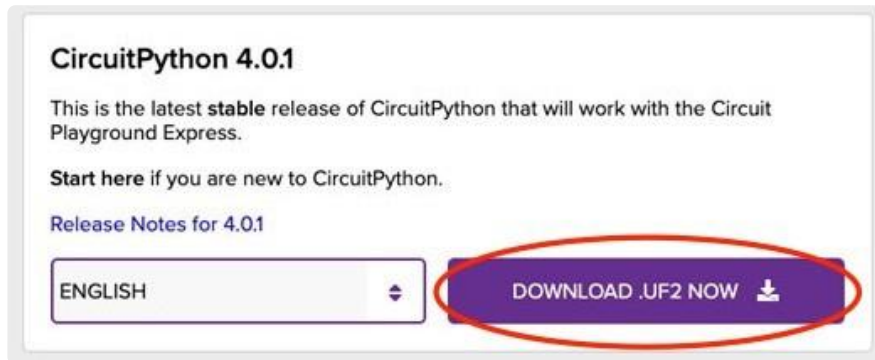 CircuitPython 4.0.1
This is the latest stable release of CircuitPython that will work with the Circuit
Playground Express.
Start here if you are new to CircuitPython.
Release Notes for 4.0.1
ENGLISH
DOWNLOAD .UF2 NOW